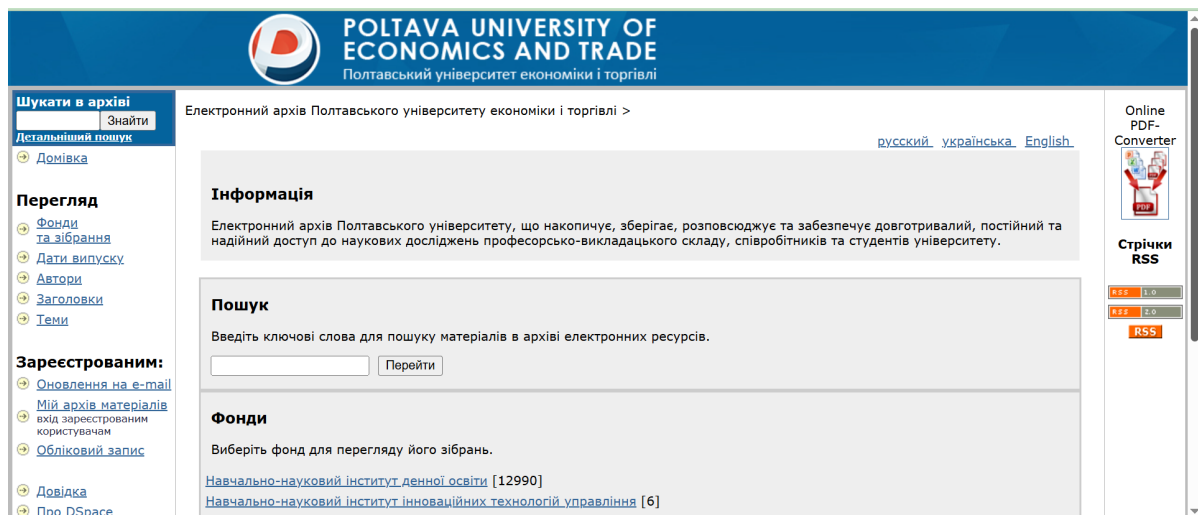 POLTAVA UNIVERSITY OF
ECONOMICS AND TRADE
Полтавський університет економіки і торгівлі
Шукати в архіві
Знайти
Детальніший пошук
Домівка
Перегляд
Фонди
та зібрання
Дати випуску
Автори
Заголовки
Теми
Зареєстрованим:
Оновлення на e-mail
Мій архів матеріалів
вхід зареєстрованим
користувачам
Обліковий запис
Довідка
Про DSpace
Електронний архів Полтавського університету економіки і торгівлі >
русский українська English
Інформація
Електронний архів Полтавського університету, що накопичує, зберігає, розповсюджує та забезпечує довготривалий, постійний та
надійний доступ до наукових досліджень професорсько-викладацького складу, співробітників та студентів університету.
Пошук
Введіть ключові слова для пошуку матеріалів в архіві електронних ресурсів.
Перейти
Фонди
Виберіть фонд для перегляду його зібрань.
Навчально-науковий інститут денної освіти [12990]
Навчально-науковий інститут інноваційних технологій управління [6]
Online
PDF-
Converter
PDF
Стрічки
RSS
RSS 1.0
RSS 2.0
RSS